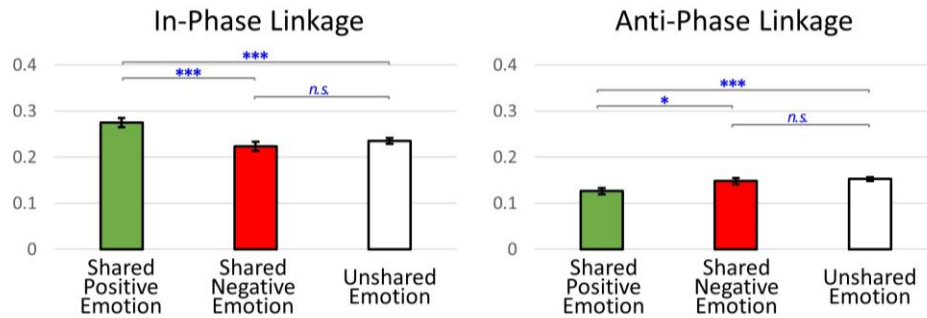 In-Phase Linkage
0.4
0.3
0.2
0.1
0
***
***
n.s.
Shared
Positive
Emotion
Shared
Negative
Emotion
Unshared
Emotion
Anti-Phase Linkage
0.4
0.3
0.2
0.1
0
***
*
n.s.
Shared
Positive
Emotion
Shared
Negative
Emotion
Unshared
Emotion